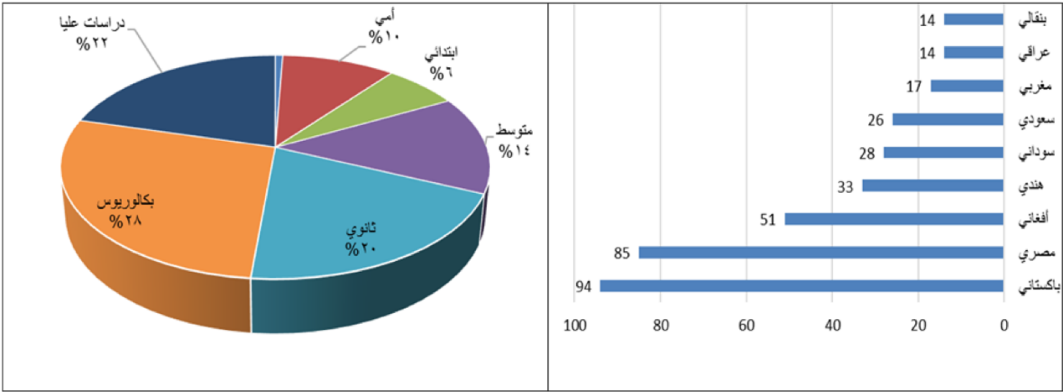 دراسات عليا
%٢٢
أمي
%١٠
ابتدائي
%٦
متوسط
%١٤
ثانوي
%٢٠
بكالوريوس
%٢٨
بنقالي 14
عراقي 14
مغربي 17
سعودي 26
سوداني 28
هندي 33
أفغاني 51
مصري 85
باكستاني 94
100 80 60 40 20 0